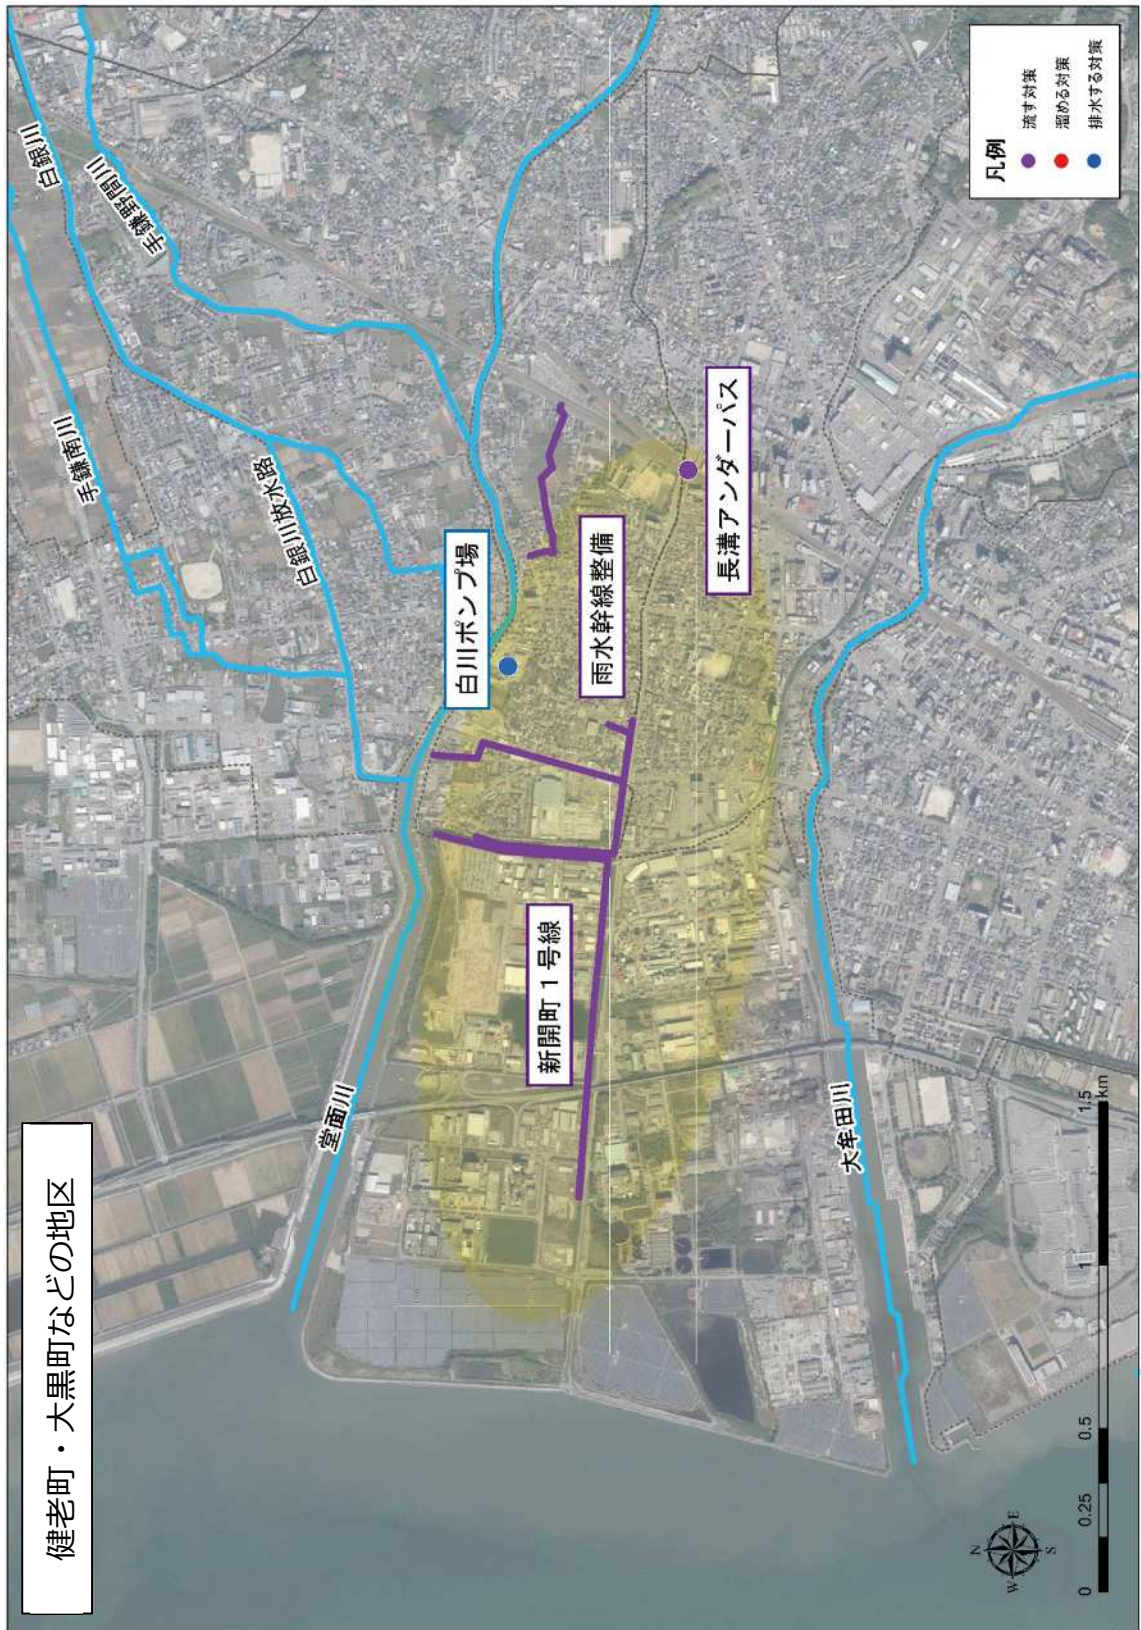 健老町・大黒町などの地区
白銀川
手鎌野間川
手鎌南川
白銀川放水路
白川ポンプ場
雨水幹線整備
長溝アンダーパス
新開町1号線
堂面川
大牟田川
凡例
流す対策
溜める対策
排水する対策
N
W E
S
0 0.25 0.5 1 1.5
km